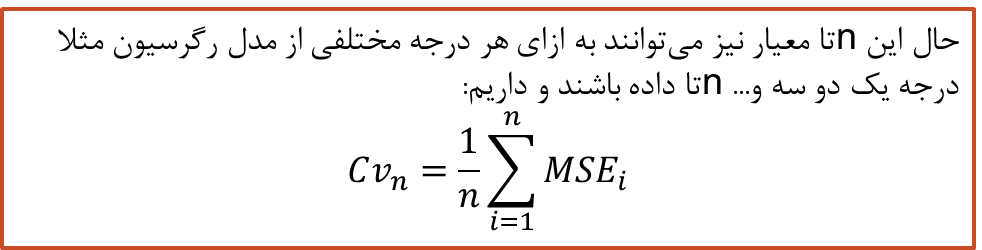 حال این nتا معیار نیز می‌توانند به ازای هر درجه مختلفی از مدل رگرسیون مثلا
درجه یک دو سه و... nتا داده باشند و داریم:
$Cv_n = \frac{1}{n} \sum_{i=1}^{n} MSE_i$